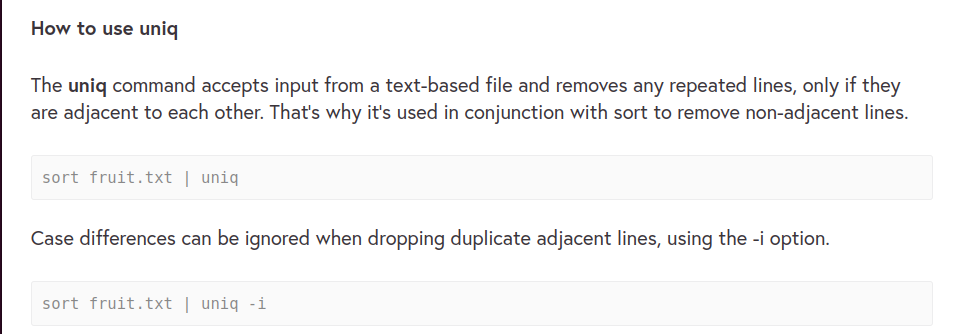 How to use uniq
The uniq command accepts input from a text-based file and removes any repeated lines, only if they
are adjacent to each other. That's why it's used in conjunction with sort to remove non-adjacent lines.
sort fruit.txt | uniq
Case differences can be ignored when dropping duplicate adjacent lines, using the -i option.
sort fruit.txt | uniq -i